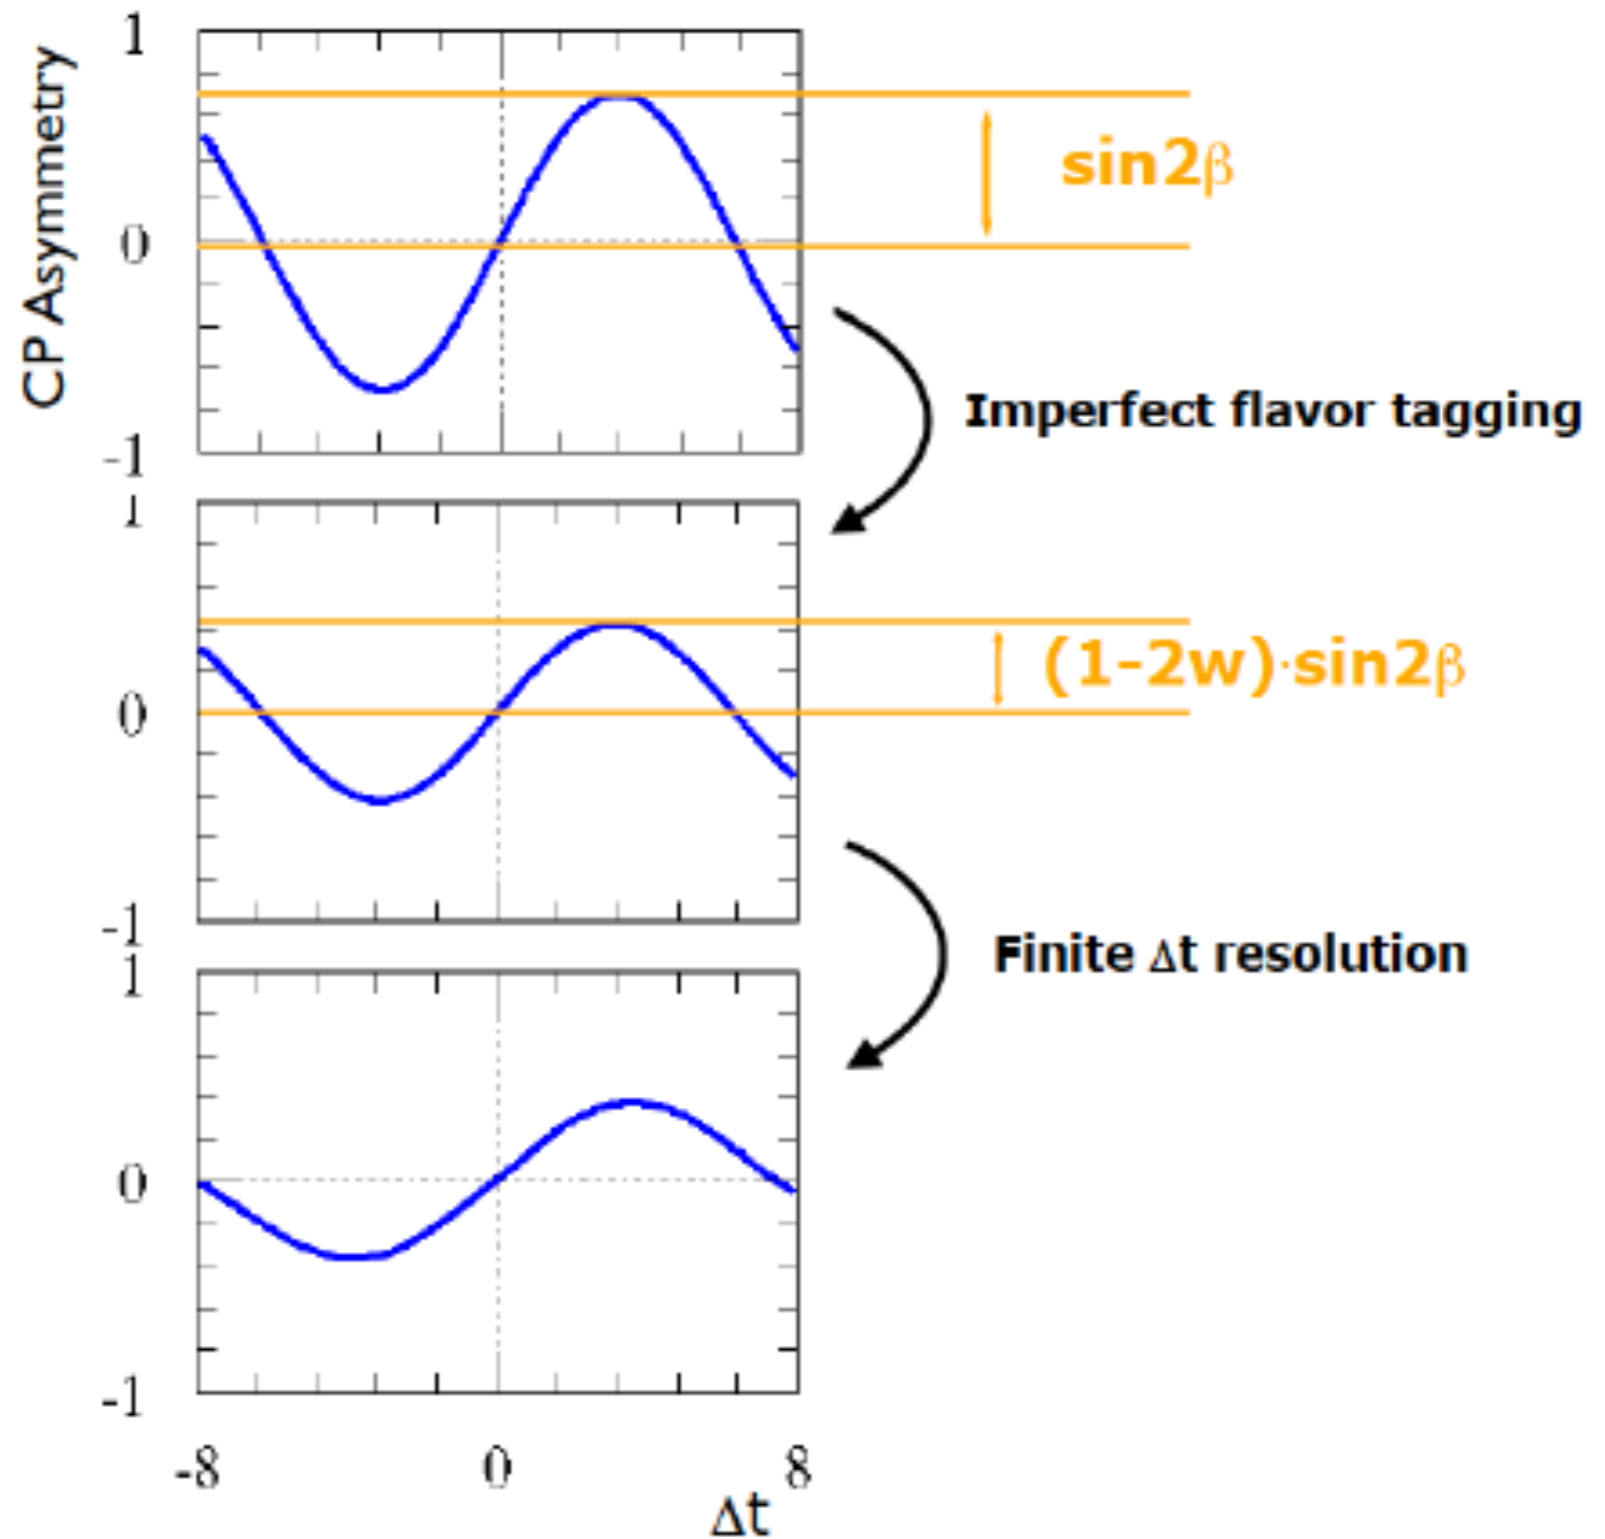 CP Asymmetry
1
0
-1
sin2β
Imperfect flavor tagging
1
0
-1
(1-2w)·sin2β
Finite Δt resolution
1
0
-1
-8 0 8
Δt